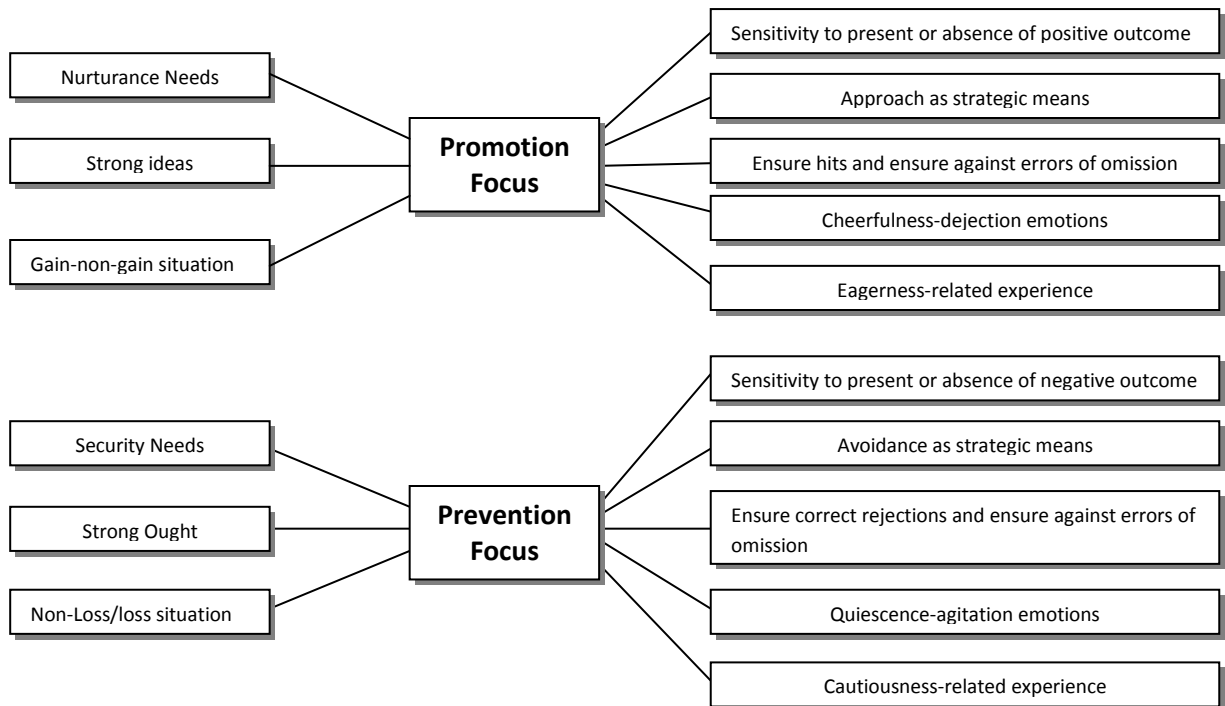 Nurturance Needs
Strong ideas
Gain-non-gain situation
Promotion
Focus
Sensitivity to present or absence of positive outcome
Approach as strategic means
Ensure hits and ensure against errors of omission
Cheerfulness-dejection emotions
Eagerness-related experience
Security Needs
Strong Ought
Non-Loss/loss situation
Prevention
Focus
Sensitivity to present or absence of negative outcome
Avoidance as strategic means
Ensure correct rejections and ensure against errors of
omission
Quiescence-agitation emotions
Cautiousness-related experience